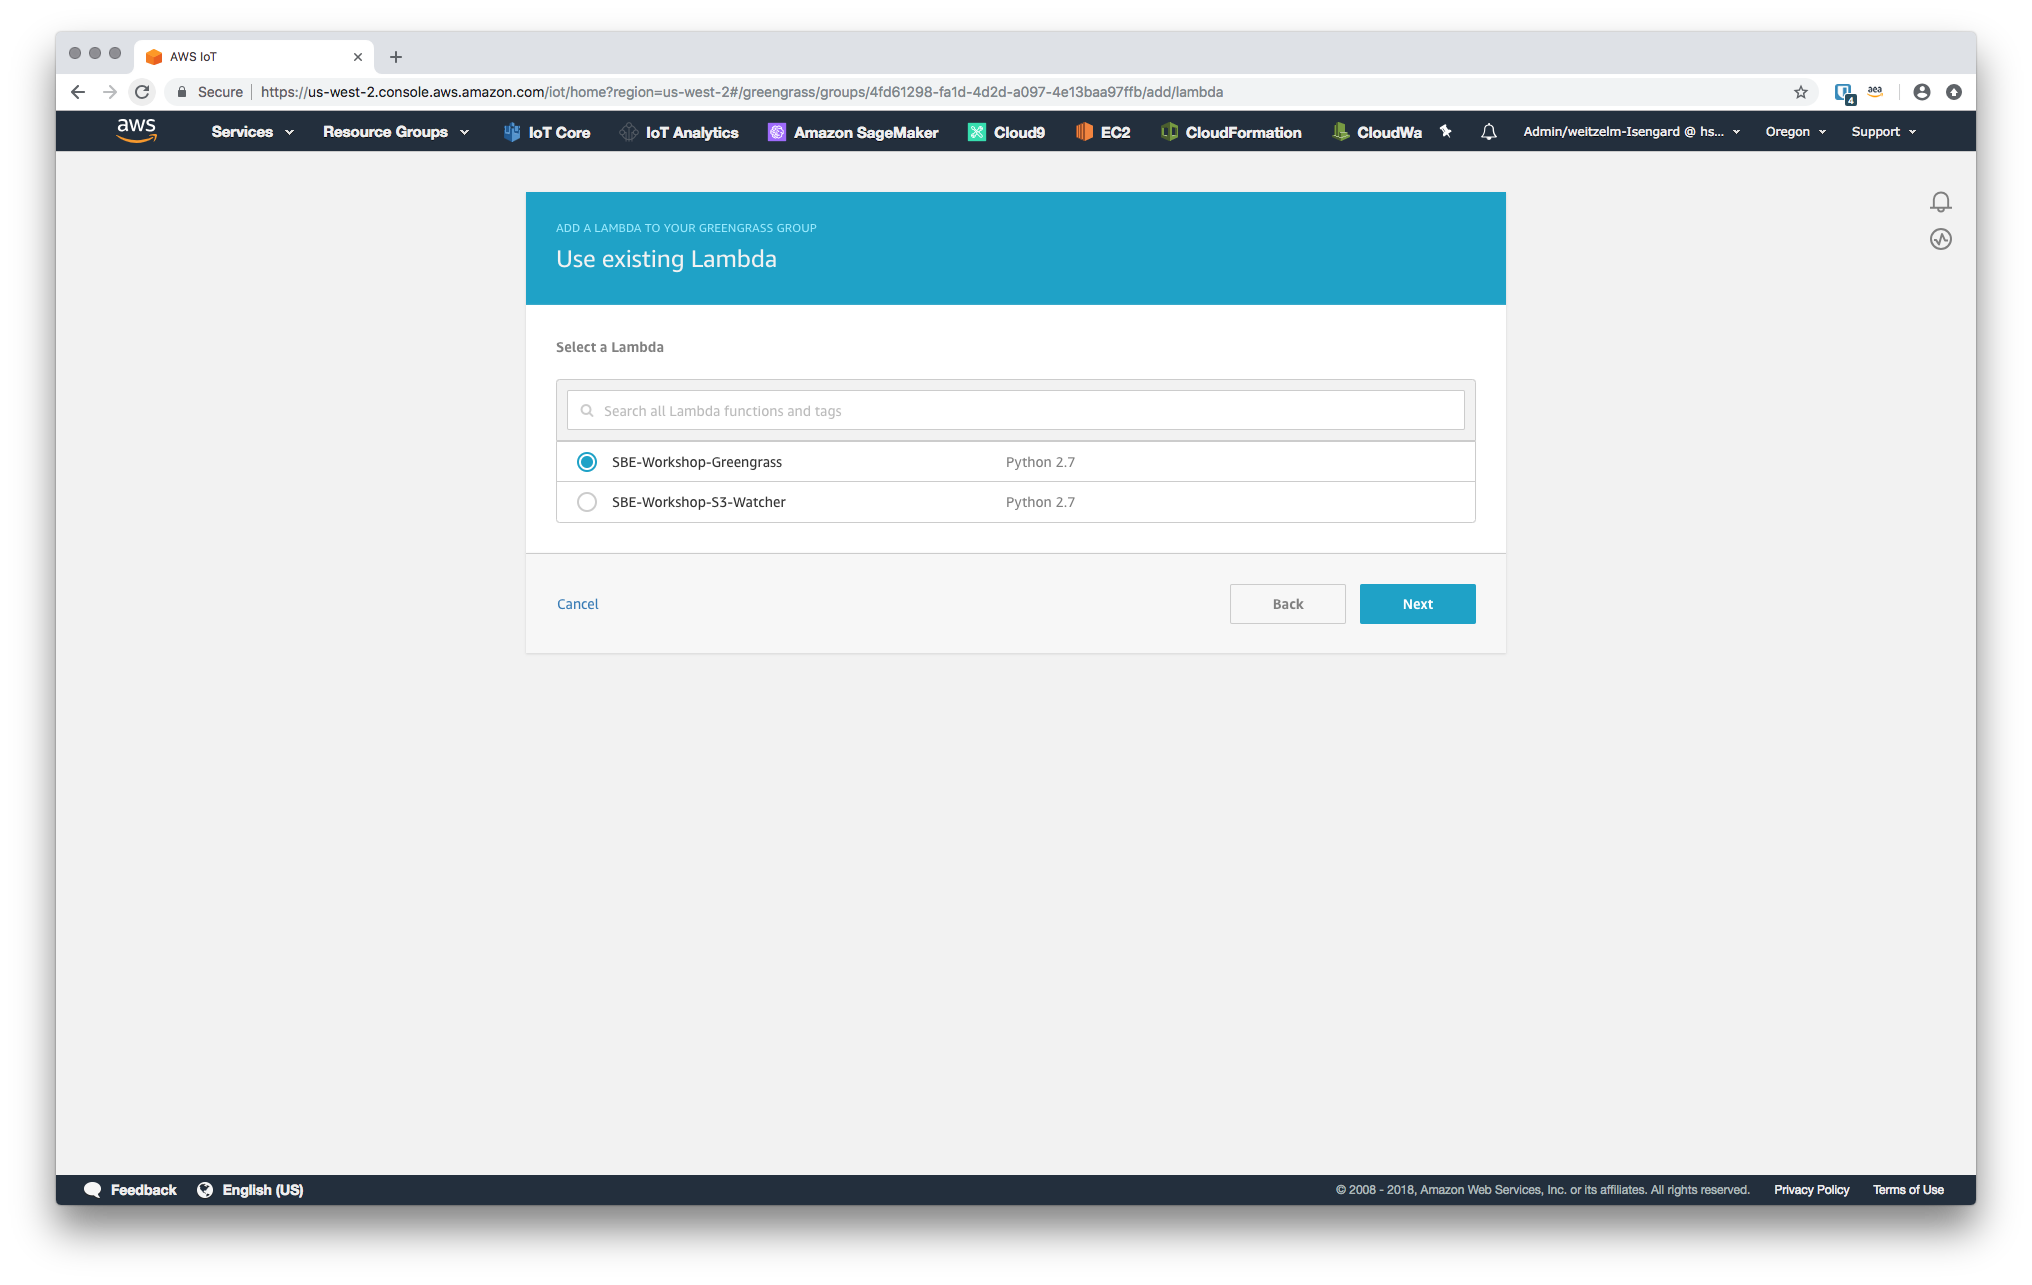 AWS IoT
Secure https://us-west-2.console.aws.amazon.com/iot/home?region=us-west-2#/greengrass/groups/4fd61298-fa1d-4d2d-a097-4e13baa97ffb/add/lambda 4 aea
aws Services Resource Groups IoT Core IoT Analytics Amazon SageMaker Cloud9 EC2 CloudFormation CloudWa Admin/weitzelm-Isengard @ hs... Oregon Support
ADD A LAMBDA TO YOUR GREENGRASS GROUP
Use existing Lambda
Select a Lambda
Search all Lambda functions and tags
SBE-Workshop-Greengrass Python 2.7
SBE-Workshop-S3-Watcher Python 2.7
Cancel Back Next
Feedback English (US) © 2008 - 2018, Amazon Web Services, Inc. or its affiliates. All rights reserved. Privacy Policy Terms of Use